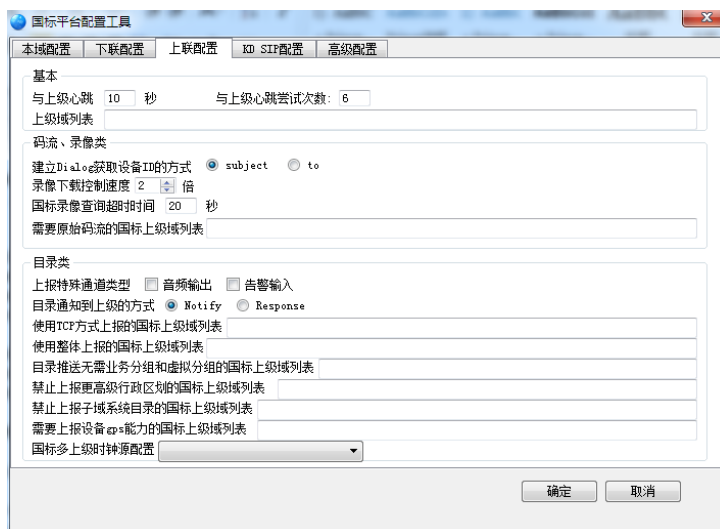 国标平台配置工具
本域配置 下联配置 上联配置 KD SIP配置 高级配置
基本
与上级心跳 10 秒 与上级心跳尝试次数: 6
上级域列表
码流、录像类
建立Dialog获取设备ID的方式 subject to
录像下载控制速度 2 倍
国标录像查询超时时间 20 秒
需要原始码流的国标上级域列表
目录类
上报特殊通道类型 音频输出 告警输入
目录通知到上级的方式 Notify Response
使用TCP方式上报的国标上级域列表
使用整体上报的国标上级域列表
目录推送无需业务分组和虚拟分组的国标上级域列表
禁止上报更高级行政区划的国标上级域列表
禁止上报子域系统目录的国标上级域列表
需要上报设备gps能力的国标上级域列表
国标多上级时钟源配置
确定 取消